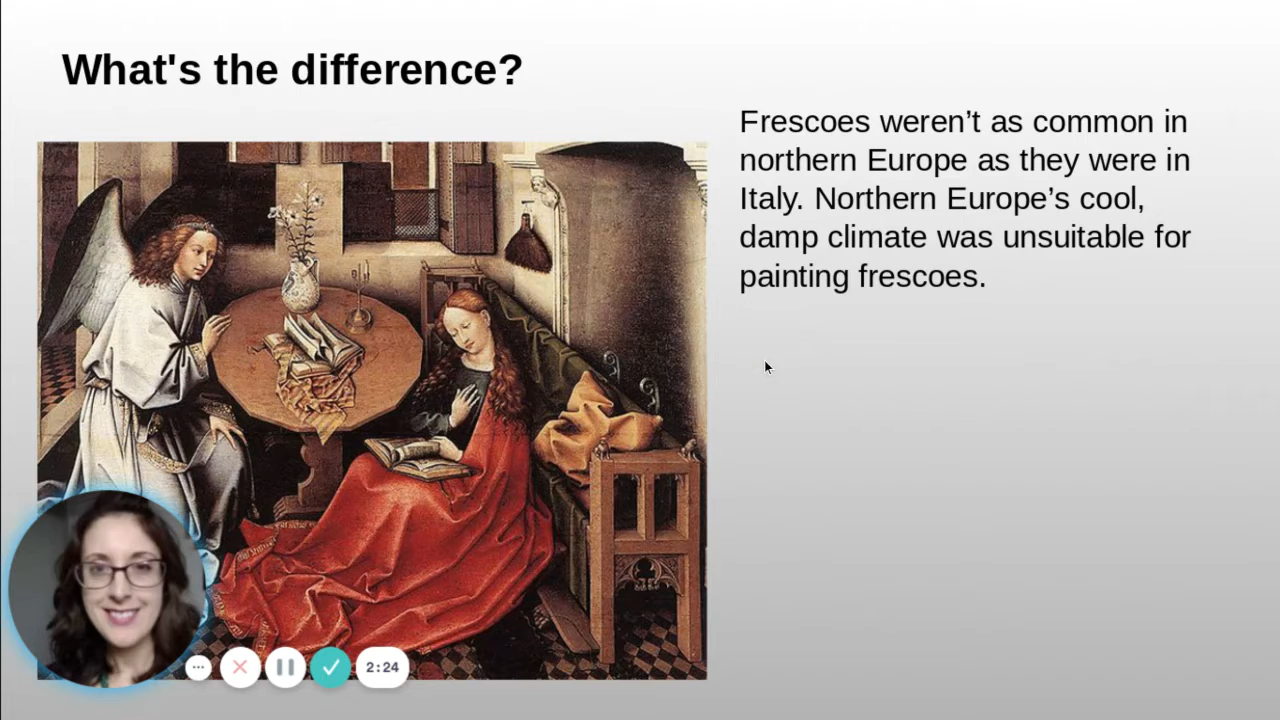 What's the difference?
Frescoes weren’t as common in
northern Europe as they were in
Italy. Northern Europe’s cool,
damp climate was unsuitable for
painting frescoes.
2:24